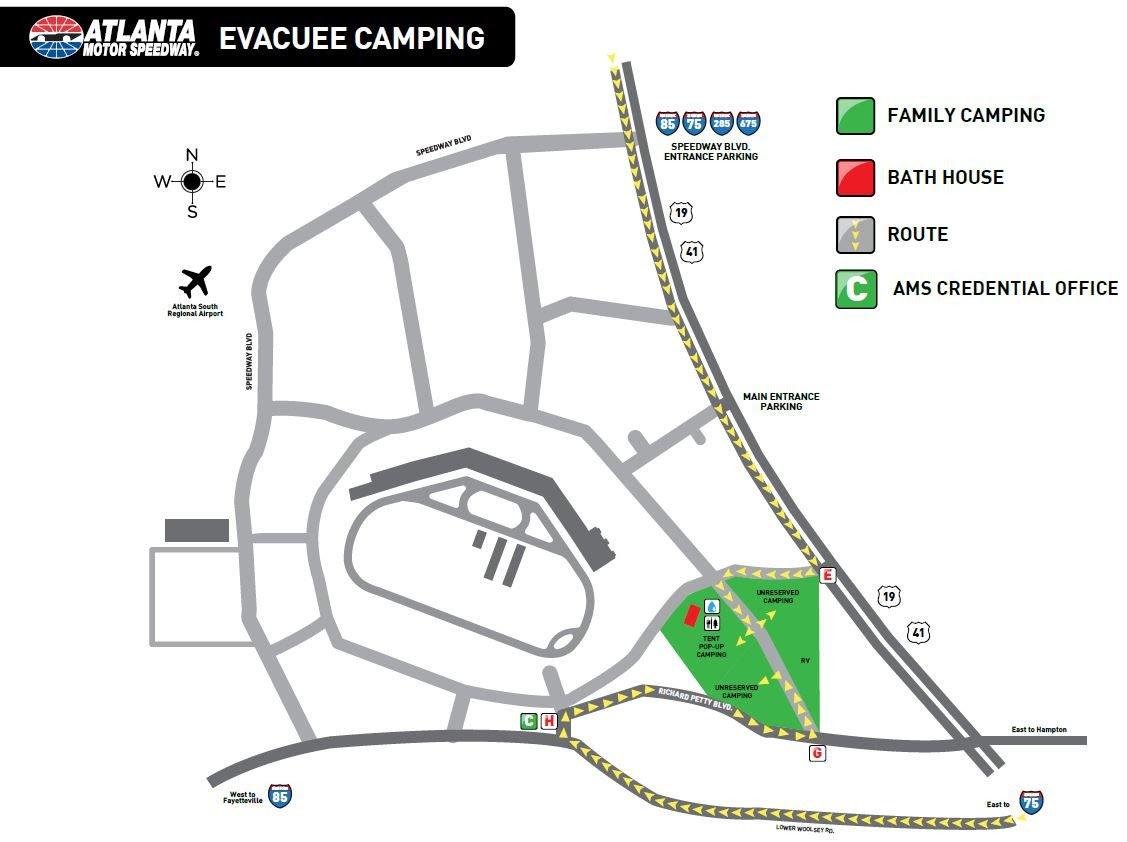 ATLANTA
MOTOR SPEEDWAY®
EVACUEE CAMPING
85 75 285 675
SPEEDWAY BLVD.
ENTRANCE PARKING
FAMILY CAMPING
BATH HOUSE
ROUTE
C AMS CREDENTIAL OFFICE
SPEEDWAY BLVD
N
W E
S
19
41
Atlanta South
Regional Airport
SPEEDWAY BLVD
MAIN ENTRANCE
PARKING
E
19
41
UNRESERVED
CAMPING
TENT
POP-UP
CAMPING
RV
UNRESERVED
CAMPING
RICHARD PETTY BLVD.
C H
G
East to Hampton
West to
Fayetteville
85
East to
75
LOWER WOOLSEY RD.